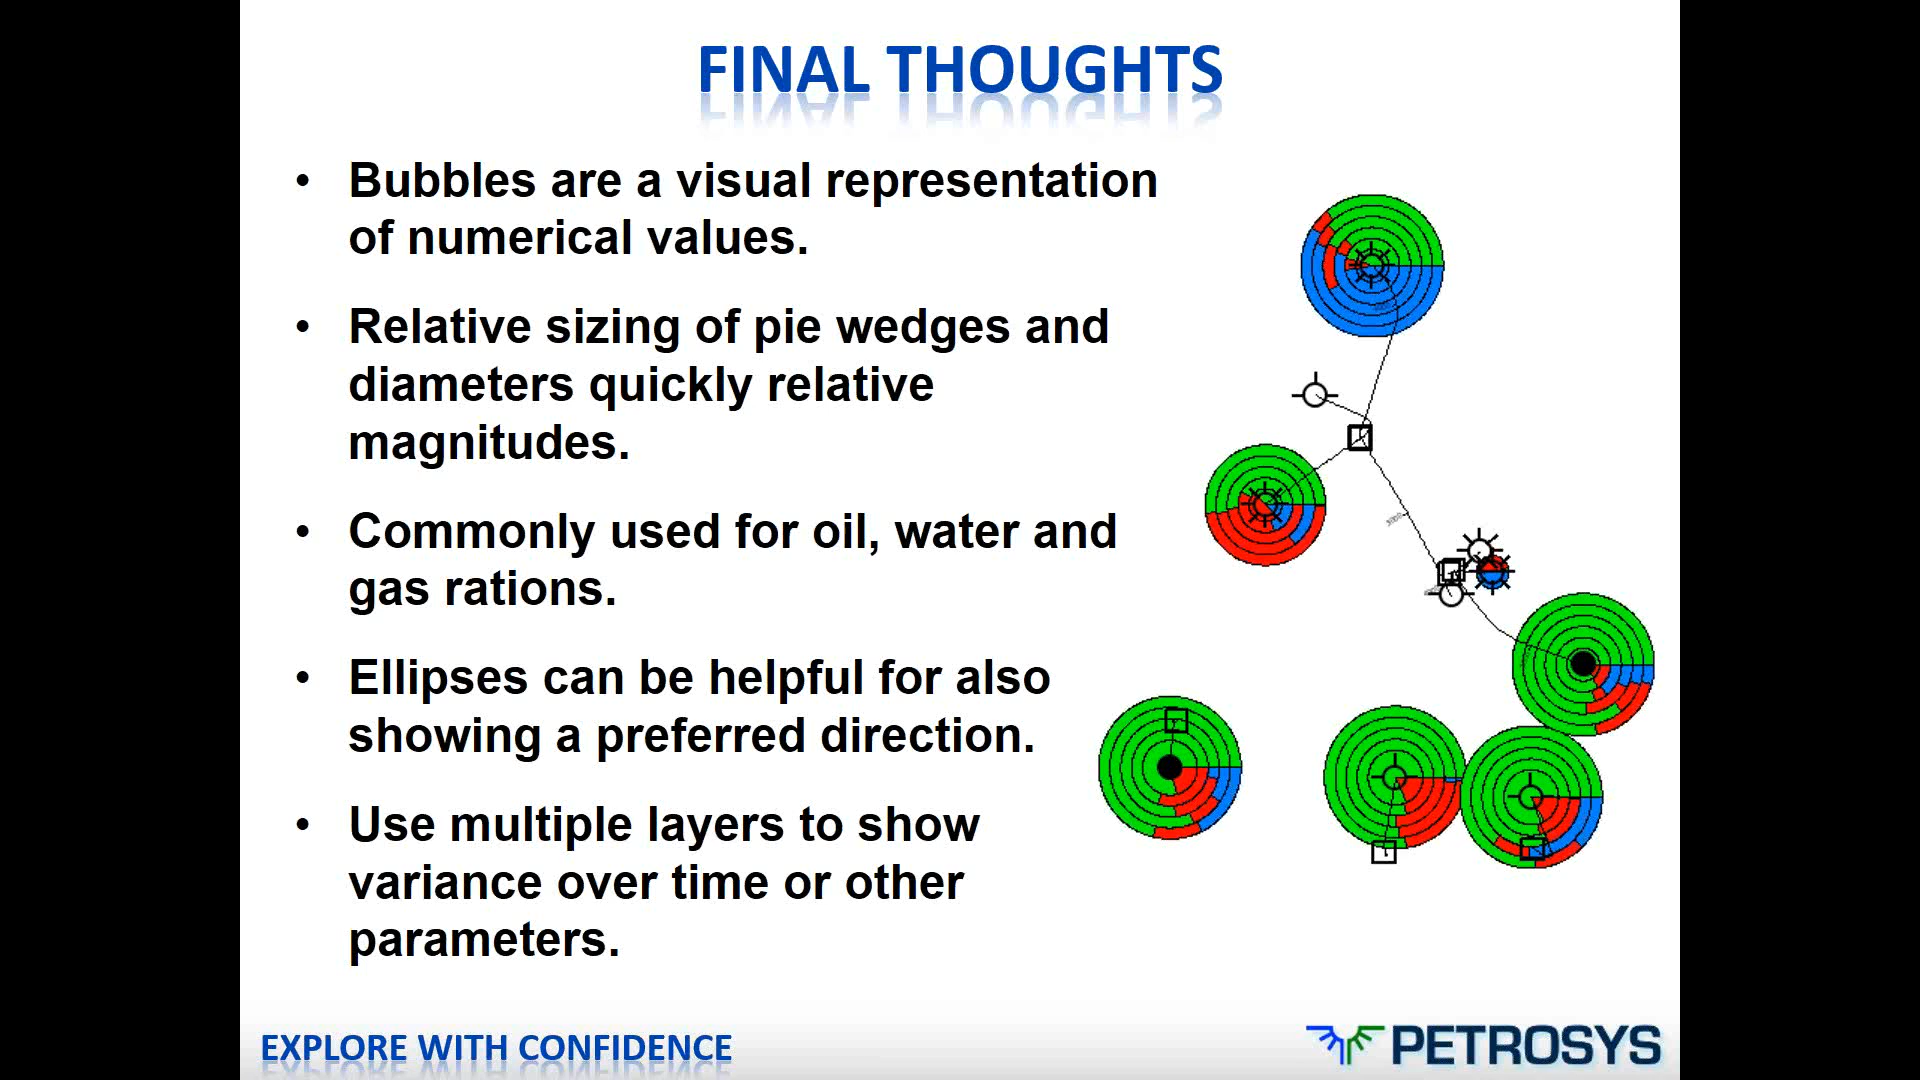 FINAL THOUGHTS
• Bubbles are a visual representation
of numerical values.
• Relative sizing of pie wedges and
diameters quickly relative
magnitudes.
• Commonly used for oil, water and
gas rations.
• Ellipses can be helpful for also
showing a preferred direction.
• Use multiple layers to show
variance over time or other
parameters.
EXPLORE WITH CONFIDENCE
PETROSYS